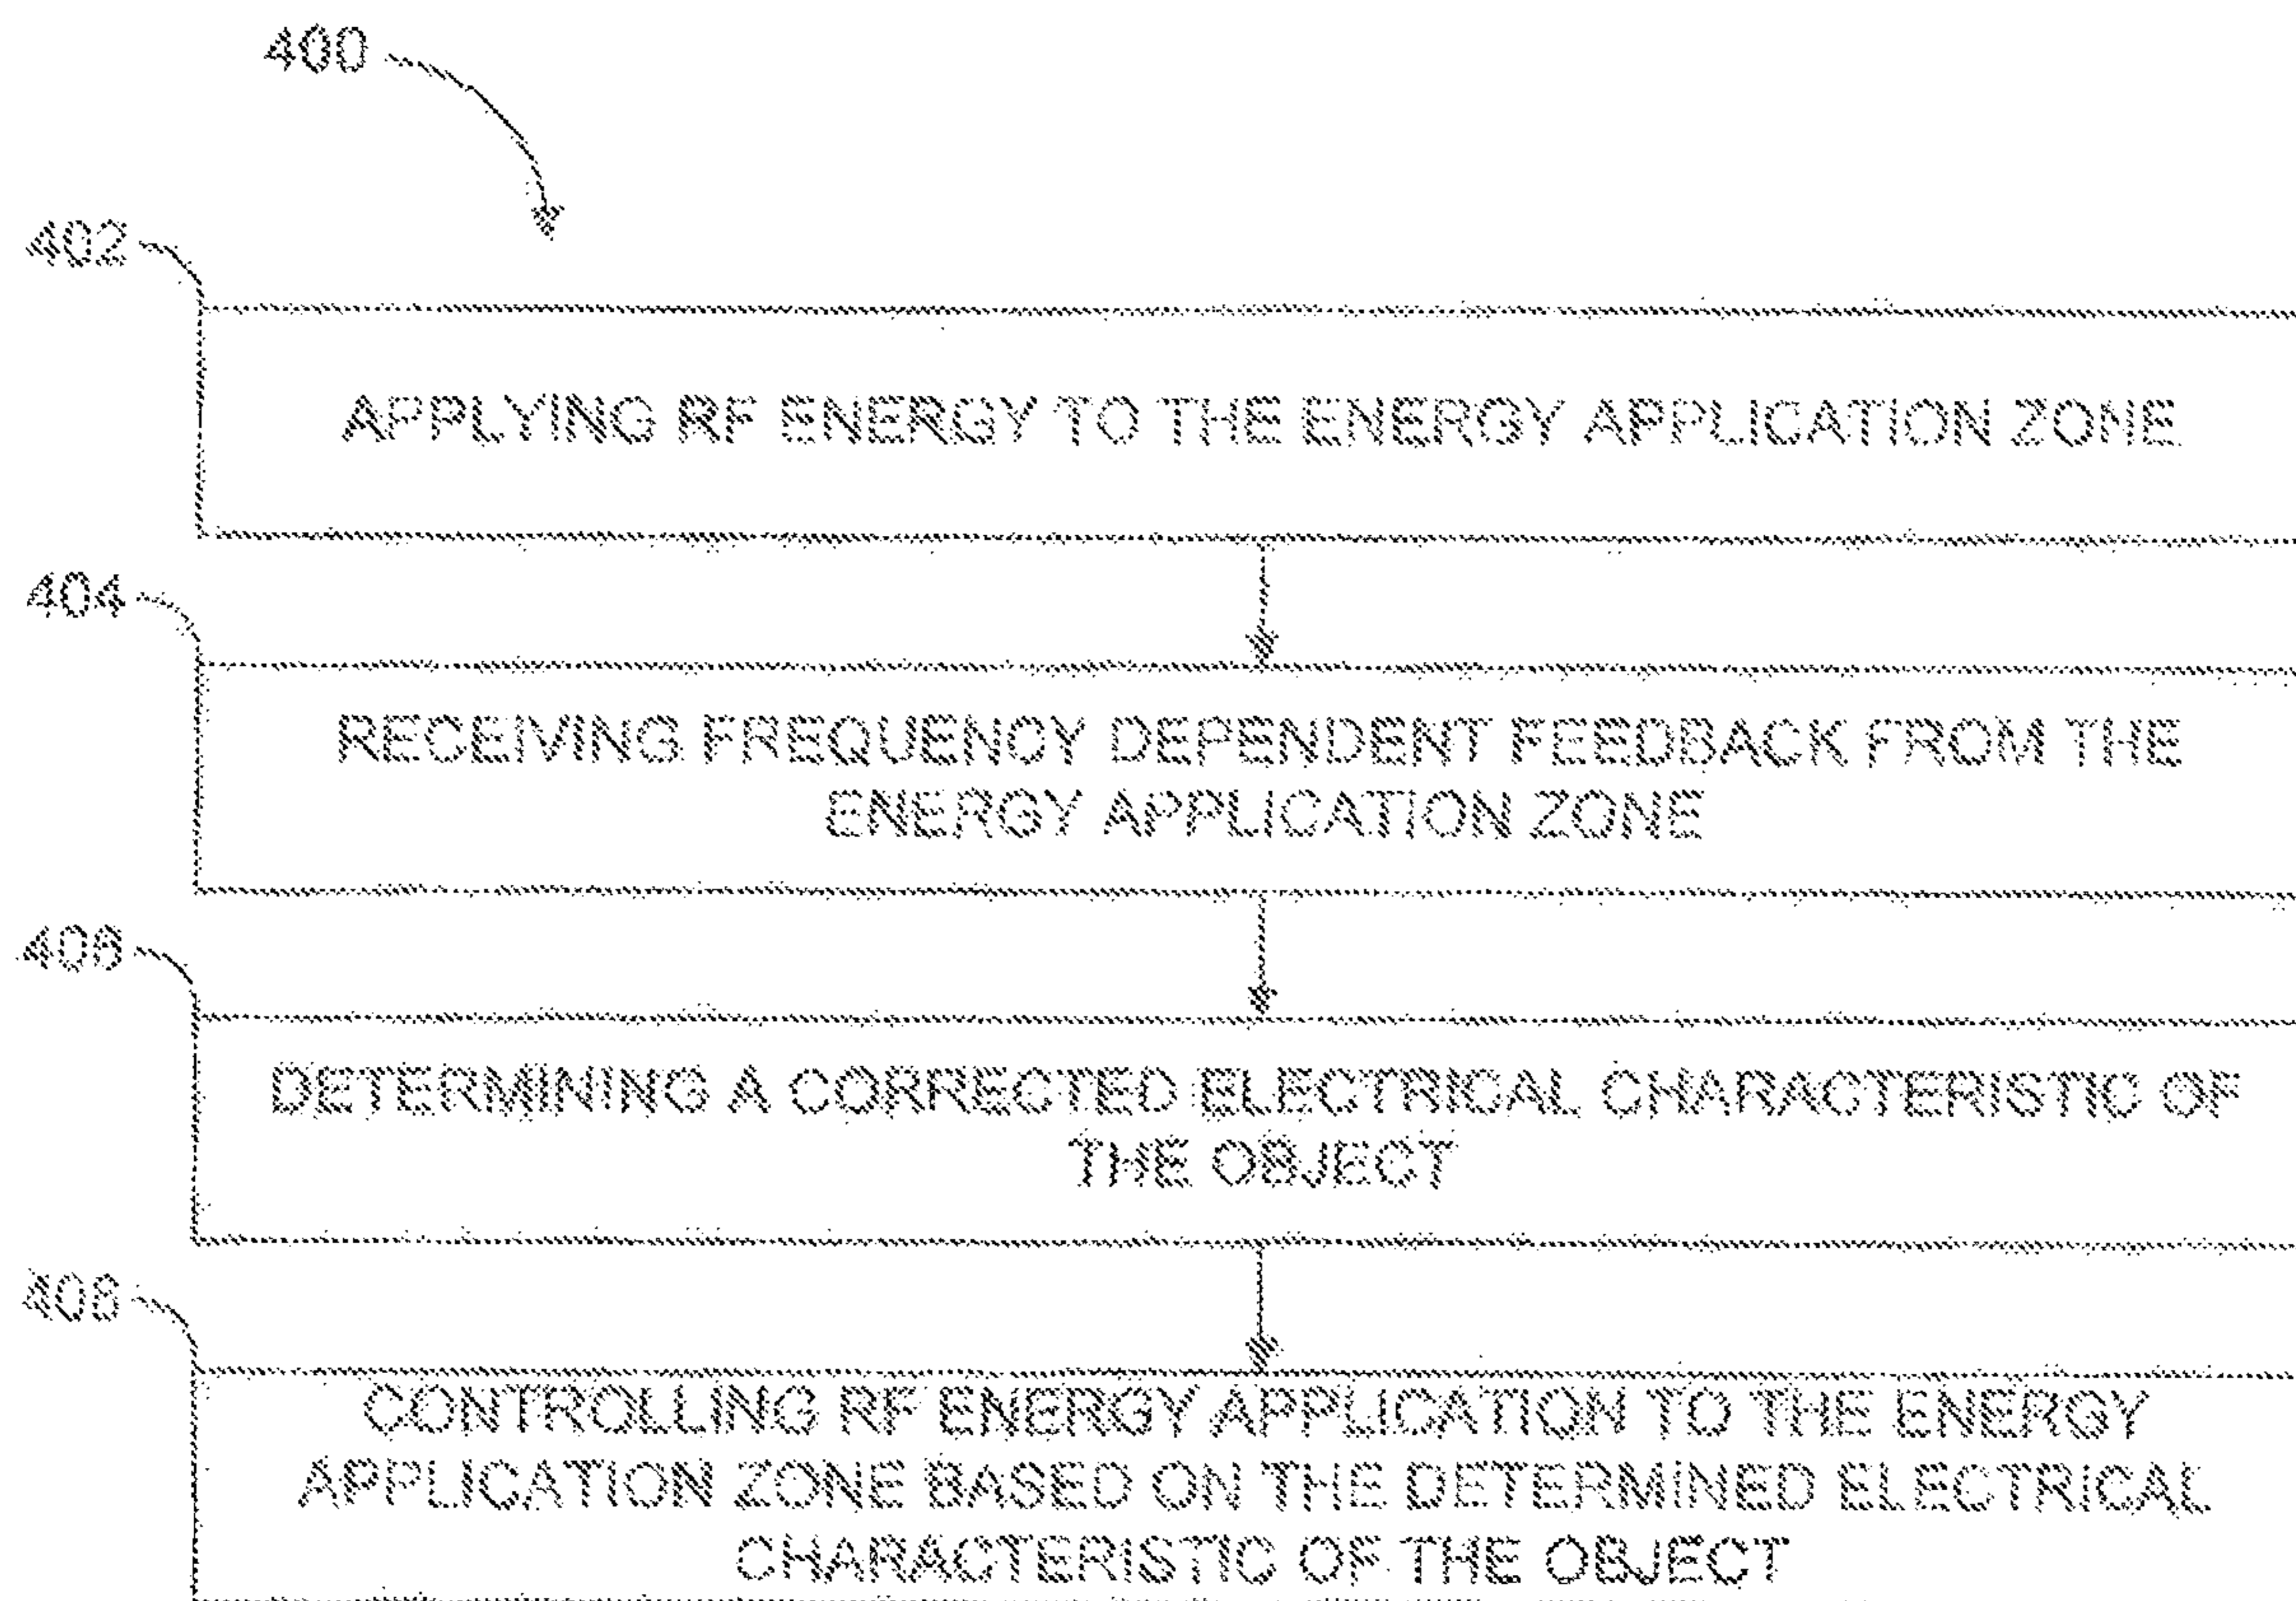 400
402
APPLYING RF ENERGY TO THE ENERGY APPLICATION ZONE
404
RECEIVING FREQUENCY DEPENDENT FEEDBACK FROM THE
ENERGY APPLICATION ZONE
406
DETERMINING A CORRECTED ELECTRICAL CHARACTERISTIC OF
THE OBJECT
408
CONTROLLING RF ENERGY APPLICATION TO THE ENERGY
APPLICATION ZONE BASED ON THE DETERMINED ELECTRICAL
CHARACTERISTIC OF THE OBJECT